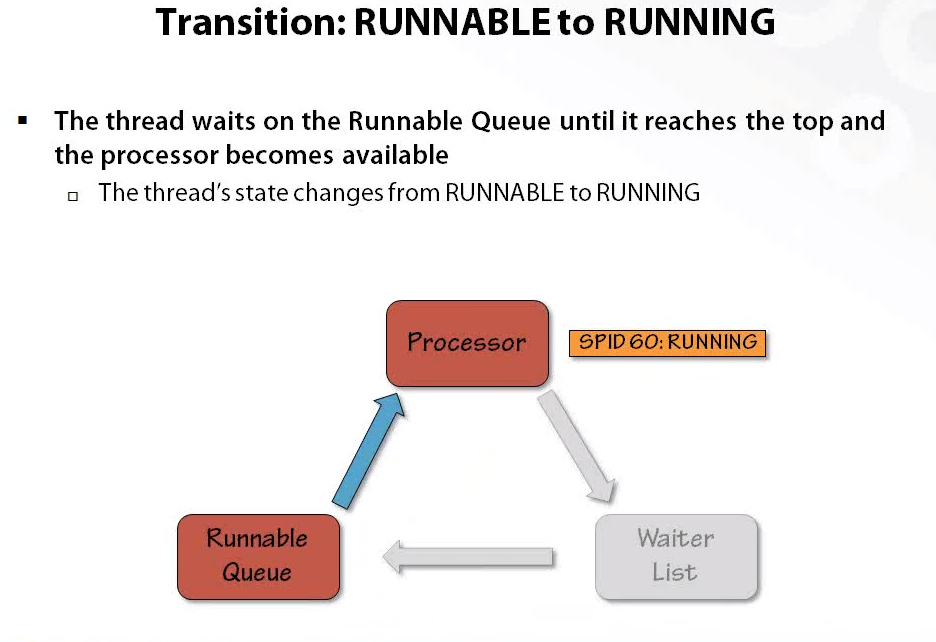 Transition: RUNNABLE to RUNNING
The thread waits on the Runnable Queue until it reaches the top and
the processor becomes available
The thread's state changes from RUNNABLE to RUNNING
Processor
SPID 60: RUNNING
Runnable
Queue
Waiter
List